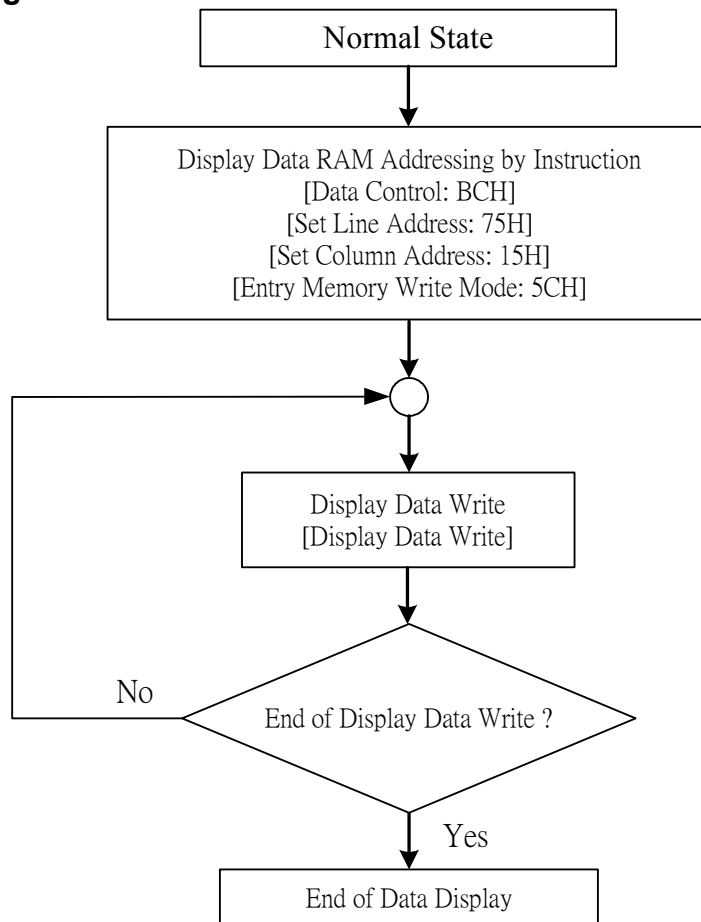 Normal State
Display Data RAM Addressing by Instruction
[Data Control: BCH]
[Set Line Address: 75H]
[Set Column Address: 15H]
[Entry Memory Write Mode: 5CH]
Display Data Write
[Display Data Write]
End of Display Data Write ?
No
Yes
End of Data Display